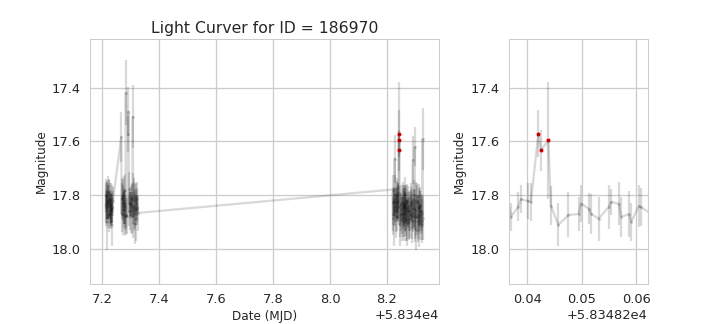 Light Curver for ID = 186970
Magnitude
17.4
17.6
17.8
18.0
7.2 7.4 7.6 7.8 8.0 8.2
Date (MJD)
+5.834e4
Magnitude
17.4
17.6
17.8
18.0
0.04 0.05 0.06
+5.83482e4